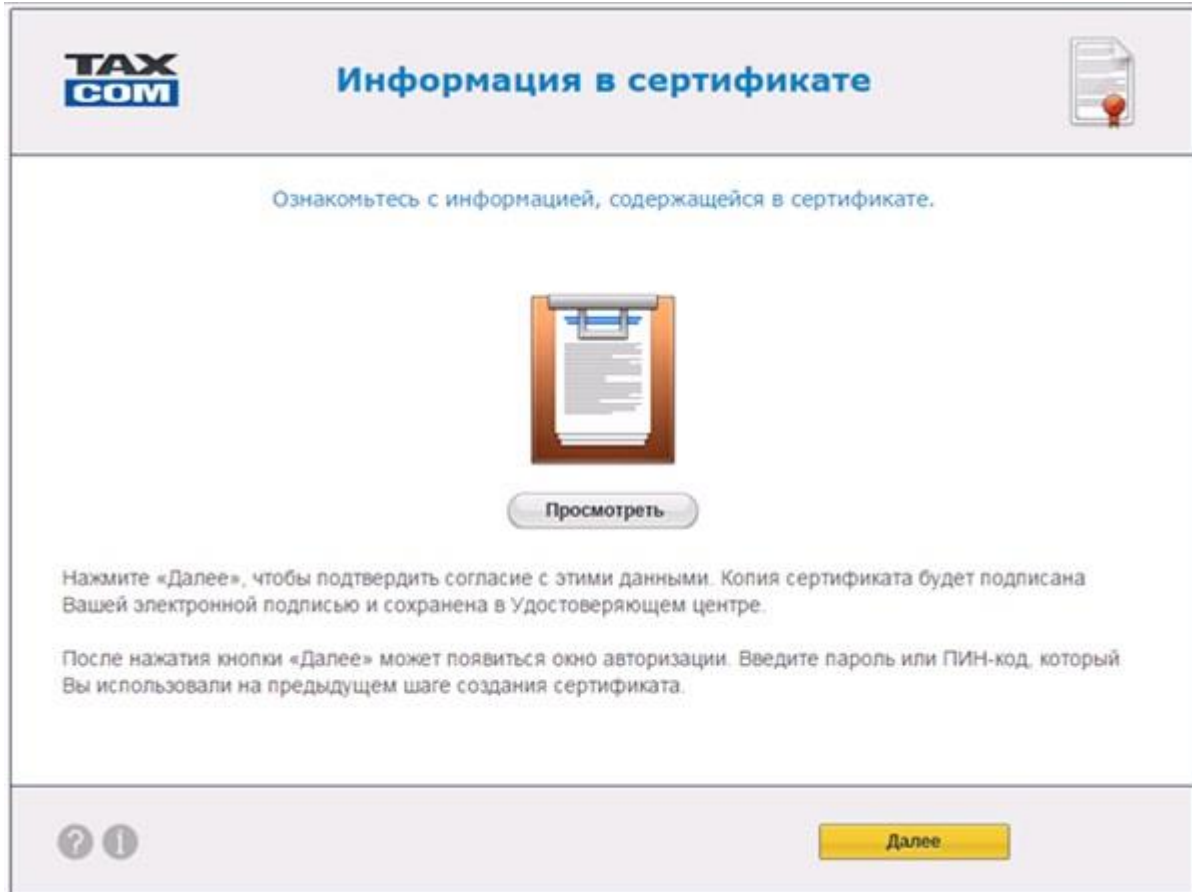 TAX
COM
Информация в сертификате
Ознакомьтесь с информацией, содержащейся в сертификате.
Просмотреть
Нажмите «Далее», чтобы подтвердить согласие с этими данными. Копия сертификата будет подписана
Вашей электронной подписью и сохранена в Удостоверяющем центре.
После нажатия кнопки «Далее» может появиться окно авторизации. Введите пароль или ПИН-код, который
Вы использовали на предыдущем шаге создания сертификата.
Далее